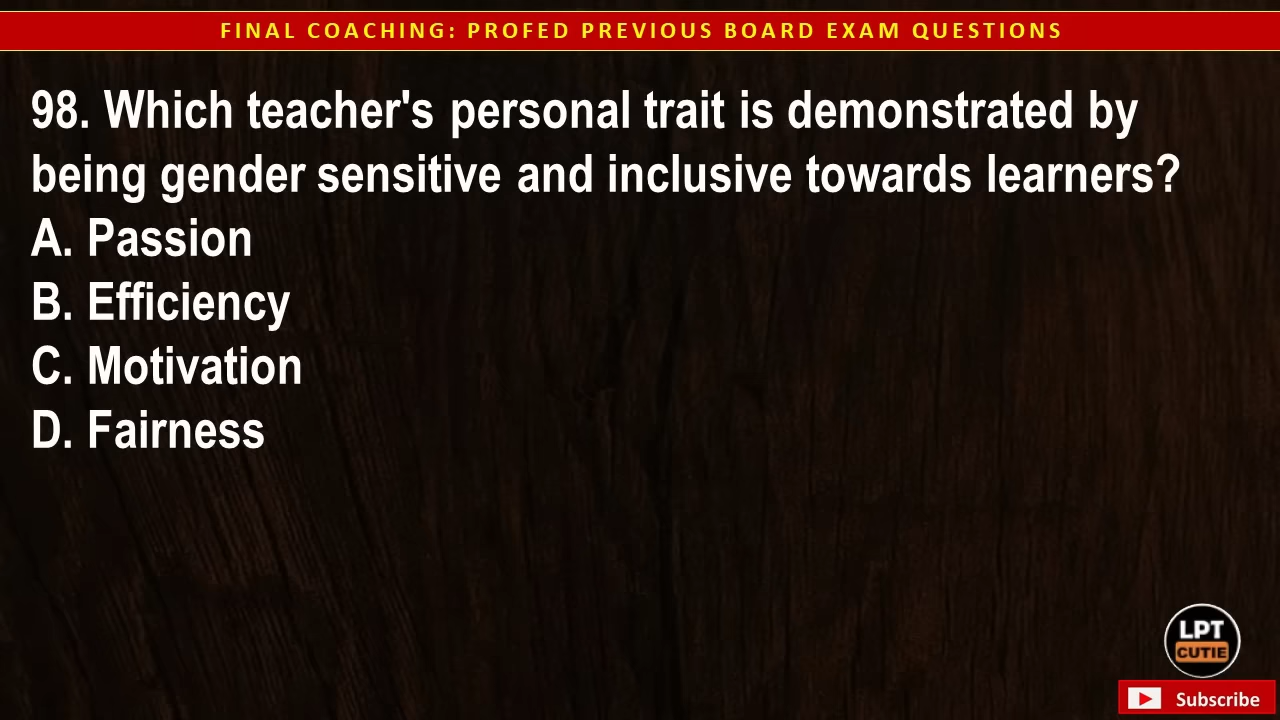 FINAL COACHING: PROFED PREVIOUS BOARD EXAM QUESTIONS
98. Which teacher's personal trait is demonstrated by
being gender sensitive and inclusive towards learners?
A. Passion
B. Efficiency
C. Motivation
D. Fairness
LPT
CUTIE
Subscribe